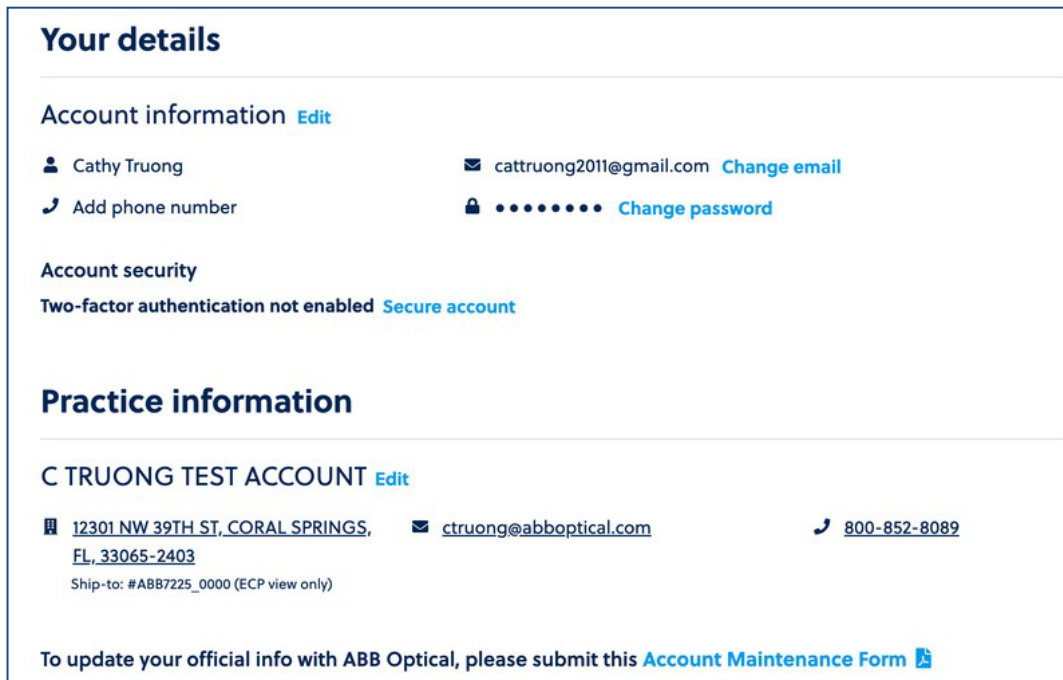 Your details
Account information Edit
Cathy Truong
cattruong2011@gmail.com Change email
Add phone number
•••••••• Change password
Account security
Two-factor authentication not enabled Secure account
Practice information
C TRUONG TEST ACCOUNT Edit
12301 NW 39TH ST, CORAL SPRINGS,
FL, 33065-2403
ctruong@abboptical.com
800-852-8089
Ship-to: #ABB7225_0000 (ECP view only)
To update your official info with ABB Optical, please submit this Account Maintenance Form